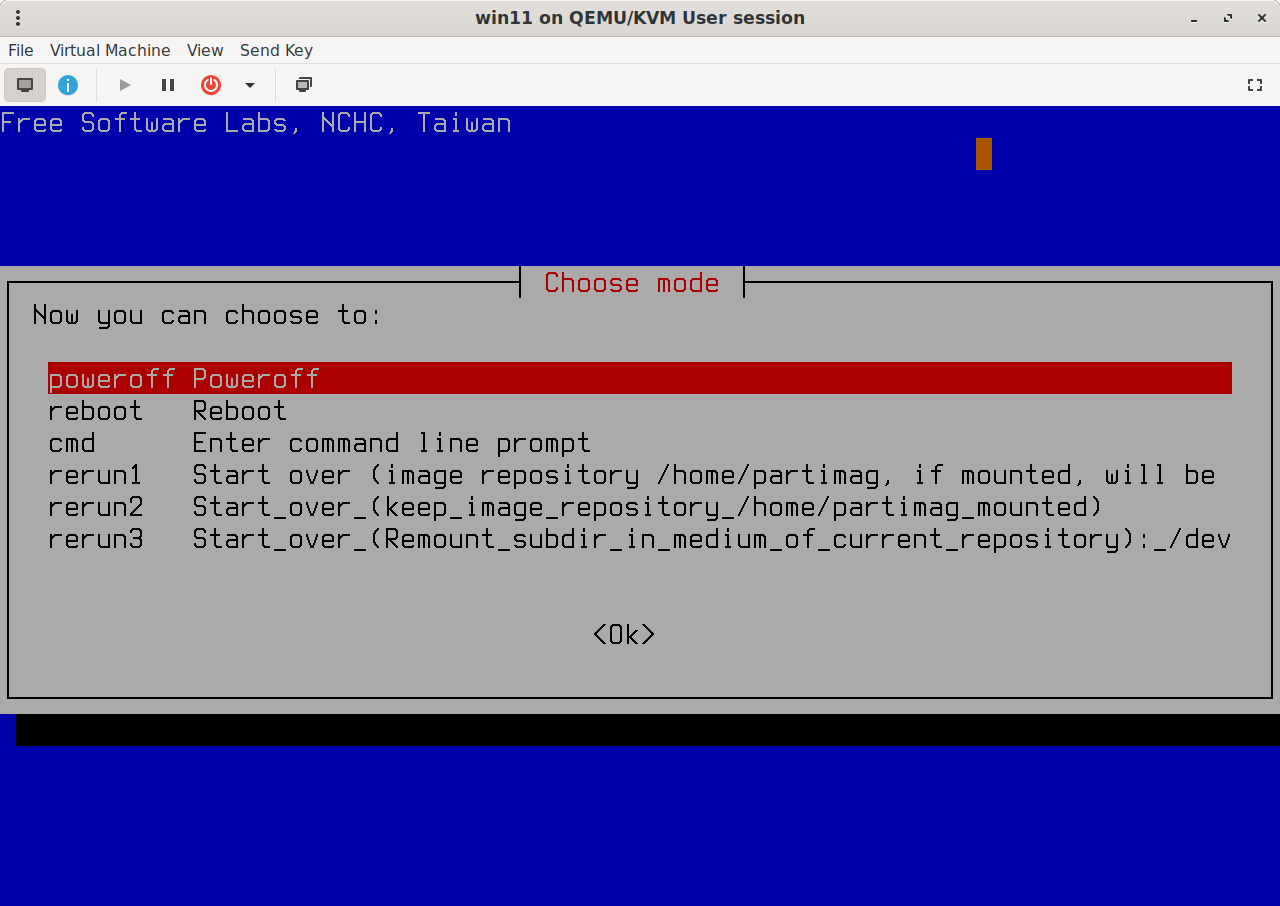 win11 on QEMU/KVM User session
File Virtual Machine View Send Key
Free Software Labs, NCHC, Taiwan
Choose mode
Now you can choose to:
poweroff Poweroff
reboot Reboot
cmd Enter command line prompt
rerun1 Start over (image repository /home/partimag, if mounted, will be
rerun2 Start_over_(keep_image_repository_/home/partimag_mounted)
rerun3 Start_over_(Remount_subdir_in_medium_of_current_repository):_/dev
<Ok>